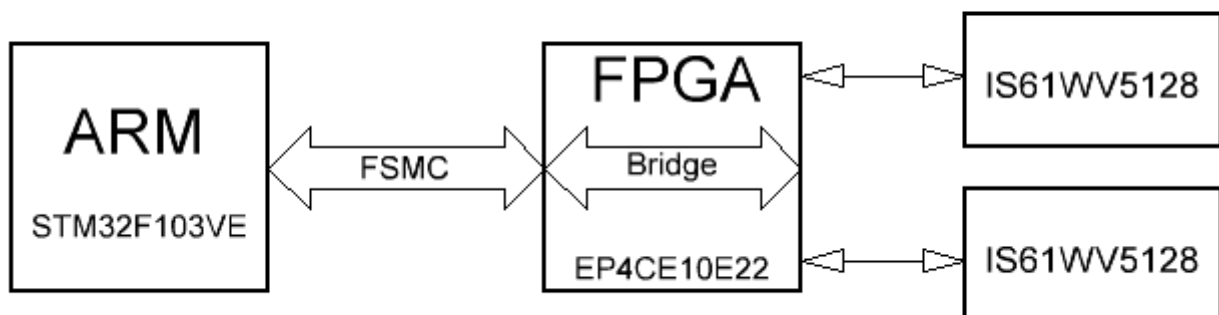 ARM
STM32F103VE
FSMC
FPGA
Bridge
EP4CE10E22
IS61WV5128
IS61WV5128